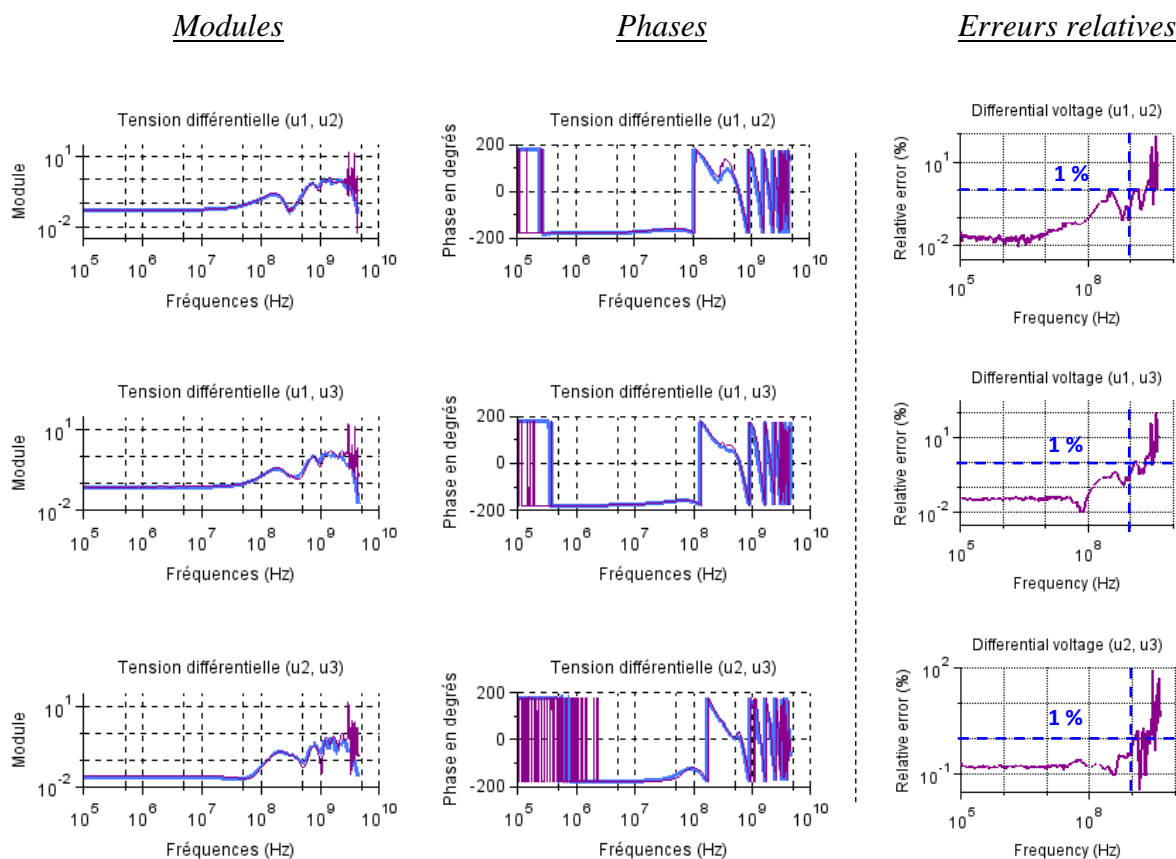 Modules
Phases
Erreurs relatives
Tension différentielle (u1, u2)
Module
10^1
10^-2
10^5 10^6 10^7 10^8 10^9 10^10
Fréquences (Hz)
Tension différentielle (u1, u2)
Phase en degrés
200
0
-200
10^5 10^6 10^7 10^8 10^9 10^10
Fréquences (Hz)
Differential voltage (u1, u2)
Relative error (%)
10^1
1 %
10^-2
10^5 10^8
Frequency (Hz)
Tension différentielle (u1, u3)
Module
10^1
10^-2
10^5 10^6 10^7 10^8 10^9 10^10
Fréquences (Hz)
Tension différentielle (u1, u3)
Phase en degrés
200
0
-200
10^5 10^6 10^7 10^8 10^9 10^10
Fréquences (Hz)
Differential voltage (u1, u3)
Relative error (%)
10^1
1 %
10^-2
10^5 10^8
Frequency (Hz)
Tension différentielle (u2, u3)
Module
10^1
10^-2
10^5 10^6 10^7 10^8 10^9 10^10
Fréquences (Hz)
Tension différentielle (u2, u3)
Phase en degrés
200
0
-200
10^5 10^6 10^7 10^8 10^9 10^10
Fréquences (Hz)
Differential voltage (u2, u3)
Relative error (%)
10^2
1 %
10^-1
10^5 10^8
Frequency (Hz)